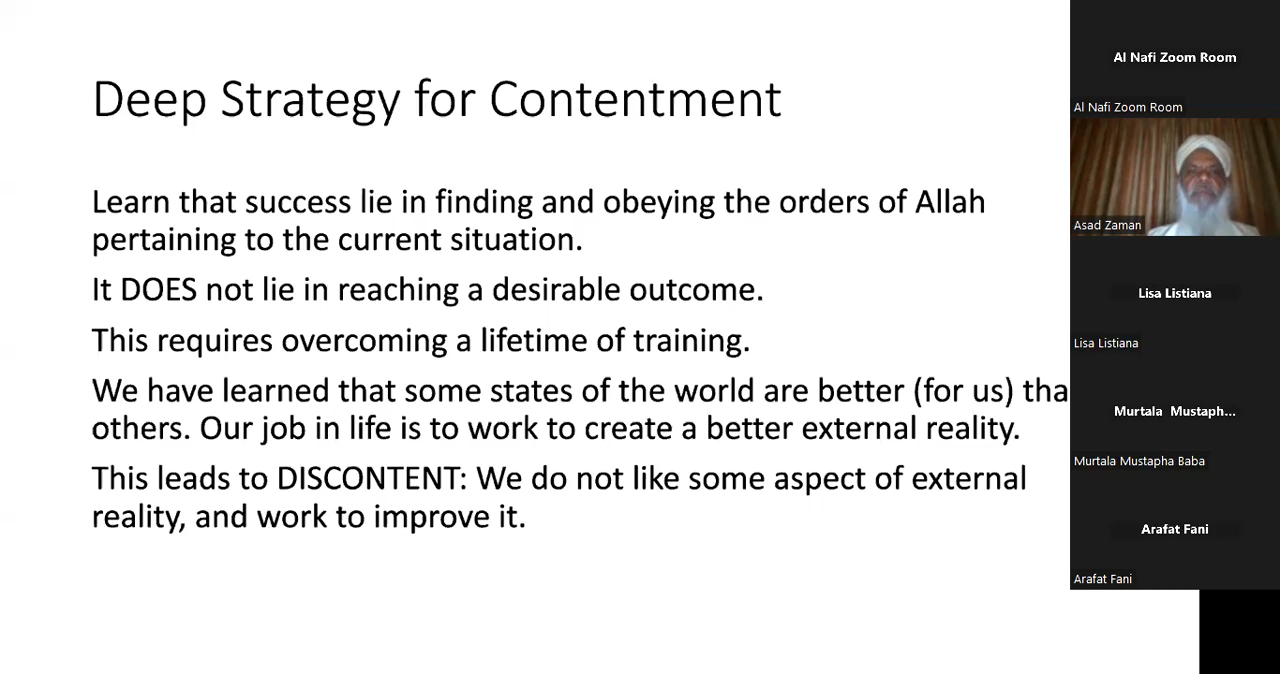 Deep Strategy for Contentment
Learn that success lie in finding and obeying the orders of Allah
pertaining to the current situation.
It DOES not lie in reaching a desirable outcome.
This requires overcoming a lifetime of training.
We have learned that some states of the world are better (for us) tha
others. Our job in life is to work to create a better external reality.
This leads to DISCONTENT: We do not like some aspect of external
reality, and work to improve it.
Al Nafi Zoom Room
Al Nafi Zoom Room
Asad Zaman
Lisa Listiana
Lisa Listiana
Murtala Mustaph...
Murtala Mustapha Baba
Arafat Fani
Arafat Fani